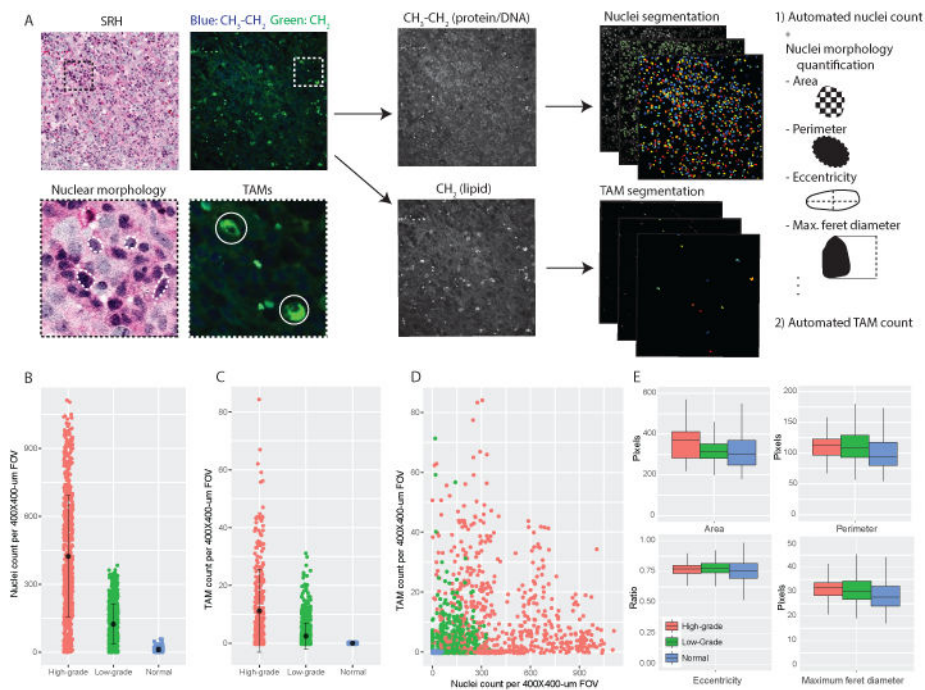 A
SRH
Blue: CH3-CH2 Green: CH2
CH3-CH2 (protein/DNA)
Nuclei segmentation
1) Automated nuclei count
+
Nuclei morphology
quantification
- Area
- Perimeter
- Eccentricity
- Max. feret diameter
2) Automated TAM count
Nuclear morphology
TAMs
CH2 (lipid)
TAM segmentation
B
Nuclei count per 400X400-um FOV
900
600
300
0
High-grade
Low-grade
Normal
C
TAM count per 400X400-um FOV
80
60
40
20
0
High-grade
Low-grade
Normal
D
TAM count per 400X400-um FOV
80
60
40
20
0
0
300
600
900
Nuclei count per 400X400-um FOV
E
Pixels
600
400
200
0
Area
Pixels
200
150
100
50
0
Perimeter
Ratio
1.00
0.75
0.50
0.25
0.00
High-grade
Low-Grade
Normal
Eccentricity
Pixels
50
40
30
20
10
0
Maximum feret diameter